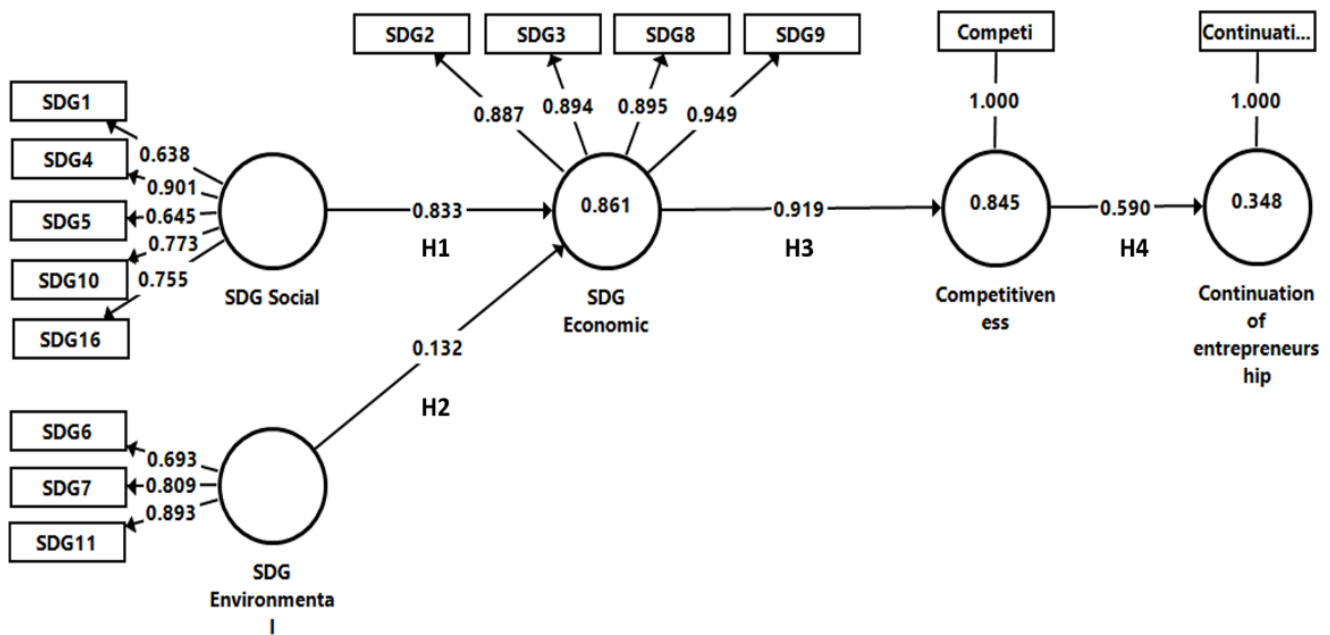 SDG2
SDG3
SDG8
SDG9
Competi
Continuati...
0.887
0.894
0.895
0.949
1.000
1.000
SDG1
SDG4
SDG5
SDG10
SDG16
0.638
0.901
0.645
0.773
0.755
SDG Social
0.833
H1
0.861
SDG
Economic
0.919
H3
0.845
Competitiven
ess
0.590
H4
0.348
Continuation
of
entrepreneurs
hip
0.132
H2
SDG6
SDG7
SDG11
0.693
0.809
0.893
SDG
Environmenta
l